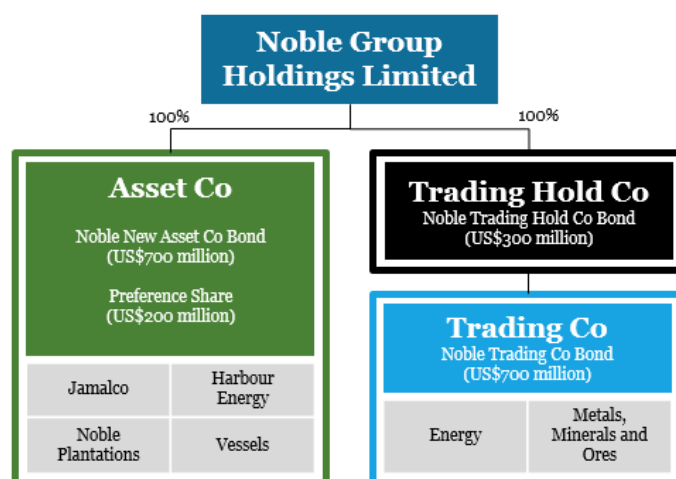 Noble Group
Holdings Limited
100%
100%
Asset Co
Noble New Asset Co Bond
(US$700 million)
Preference Share
(US$200 million)
Jamalco
Harbour
Energy
Noble
Plantations
Vessels
Trading Hold Co
Noble Trading Hold Co Bond
(US$300 million)
Trading Co
Noble Trading Co Bond
(US$700 million)
Energy
Metals,
Minerals and
Ores